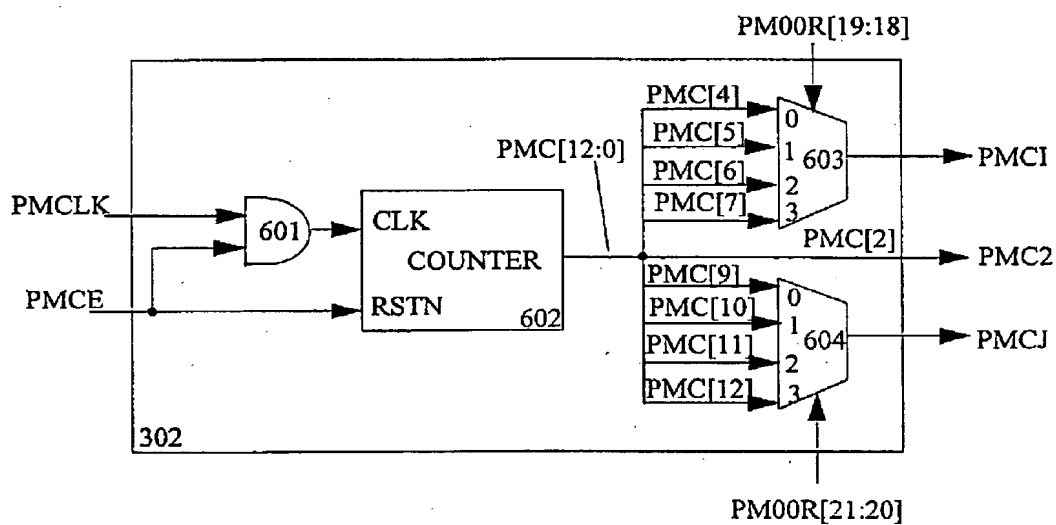 PM00R[19:18]
PMC[4]
0
PMC[5]
1
603
PMCI
PMC[12:0]
PMC[6]
2
PMC[7]
3
PMCLK
601
CLK
COUNTER
PMC[2]
PMC2
PMC[9]
0
PMCE
RSTN
602
PMC[10]
1
604
PMCJ
PMC[11]
2
PMC[12]
3
302
PM00R[21:20]